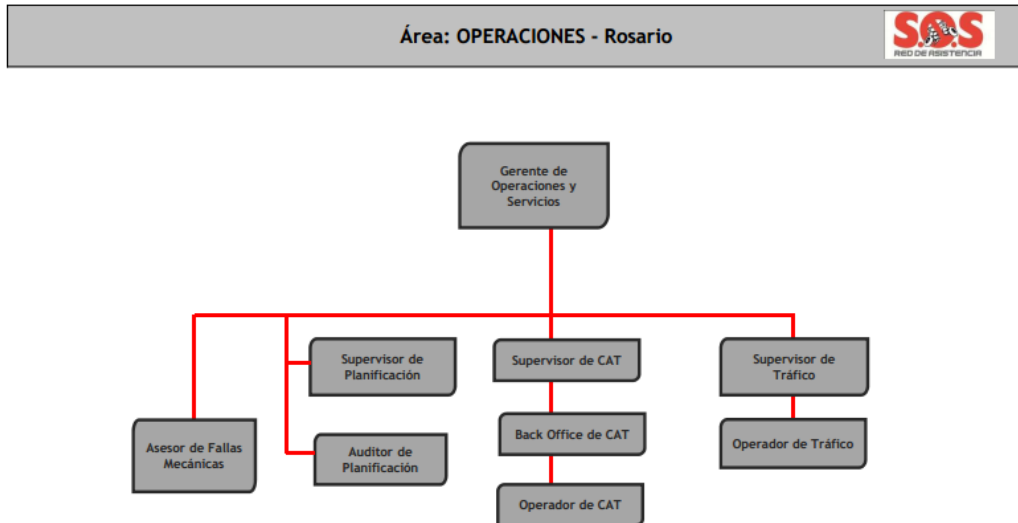 Área: OPERACIONES - Rosario
S.O.S
RED DE ASISTENCIA
Gerente de
Operaciones y
Servicios
Supervisor de
Planificación
Supervisor de CAT
Supervisor de
Tráfico
Asesor de Fallas
Mecánicas
Auditor de
Planificación
Back Office de CAT
Operador de Tráfico
Operador de CAT